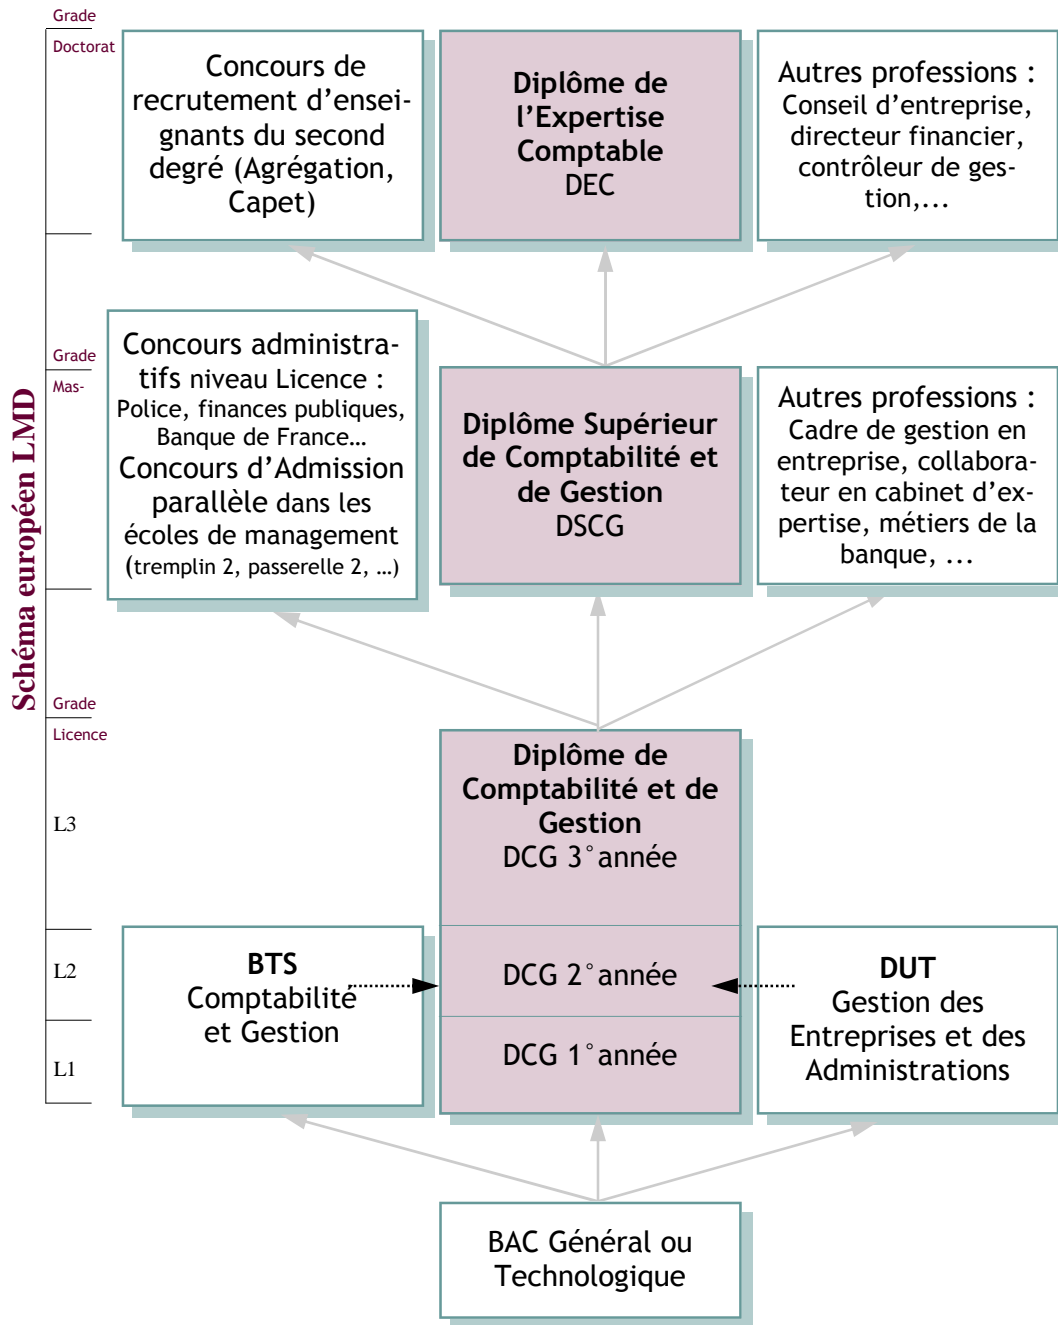 Grade
Doctorat
Concours de
recrutement d’ensei-
gnants du second
degré (Agrégation,
Capet)
Diplôme de
l’Expertise
Comptable
DEC
Autres professions :
Conseil d’entreprise,
directeur financier,
contrôleur de ges-
tion,...
Schéma européen LMD
Grade
Mas-
Concours administra-
tifs niveau Licence :
Police, finances publiques,
Banque de France…
Concours d’Admission
parallèle dans les
écoles de management
(tremplin 2, passerelle 2, …)
Diplôme Supérieur
de Comptabilité et
de Gestion
DSCG
Autres professions :
Cadre de gestion en
entreprise, collabora-
teur en cabinet d’ex-
pertise, métiers de la
banque, ...
Grade
Licence
L3
L2
L1
Diplôme de
Comptabilité et de
Gestion
DCG 3°année
DCG 2°année
DCG 1°année
BTS
Comptabilité
et Gestion
DUT
Gestion des
Entreprises et des
Administrations
BAC Général ou
Technologique